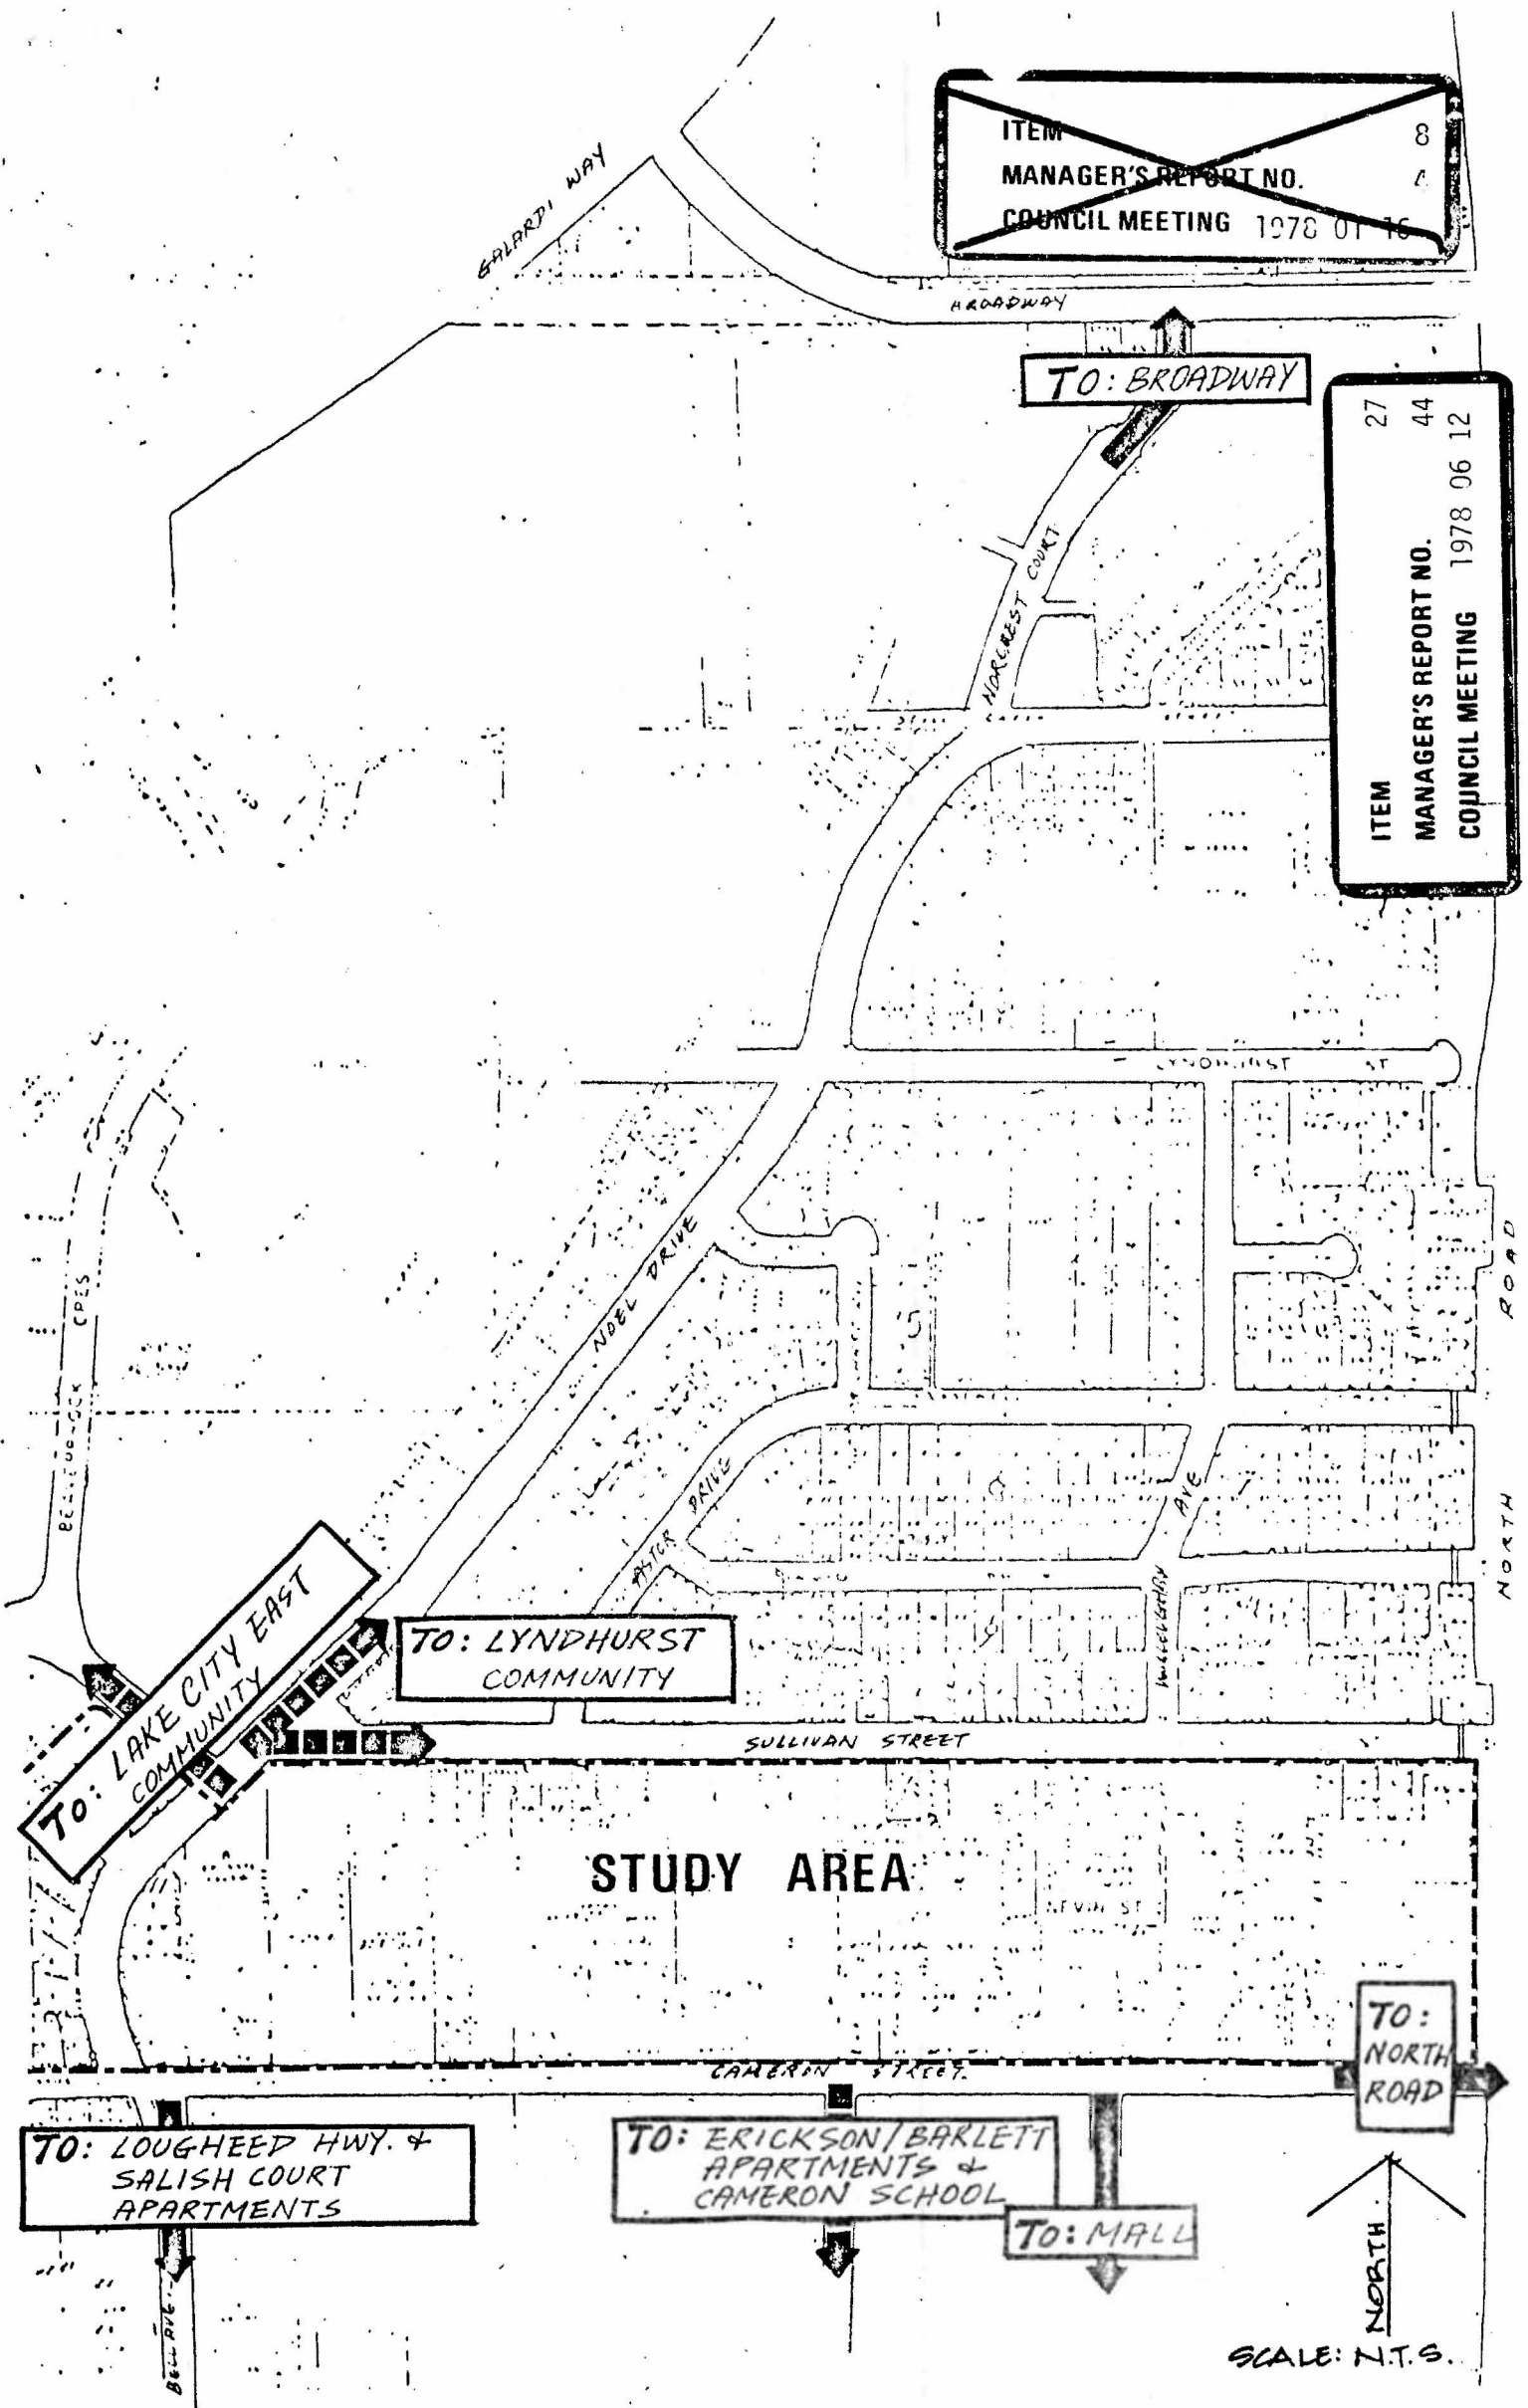 ITEM 8
MANAGER'S REPORT NO. 4
COUNCIL MEETING 1978 01 16
GALARDI WAY
BROADWAY
TO: BROADWAY
ITEM 27
MANAGER'S REPORT NO. 44
COUNCIL MEETING 1978 06 12
NORCREST COURT
LYNDHURST ST
NOEL DRIVE
NORTH ROAD
ASTOR DRIVE
AVE
TO: LAKE CITY EAST
COMMUNITY
TO: LYNDHURST
COMMUNITY
SULLIVAN STREET
STUDY AREA
CAMERON STREET.
TO:
NORTH
ROAD
TO: LOUGHEED HWY. &
SALISH COURT
APARTMENTS
TO: ERICKSON/BARLETT
APARTMENTS &
CAMERON SCHOOL
TO: MALL
BELL AVE.
NORTH
SCALE: N.T.S.